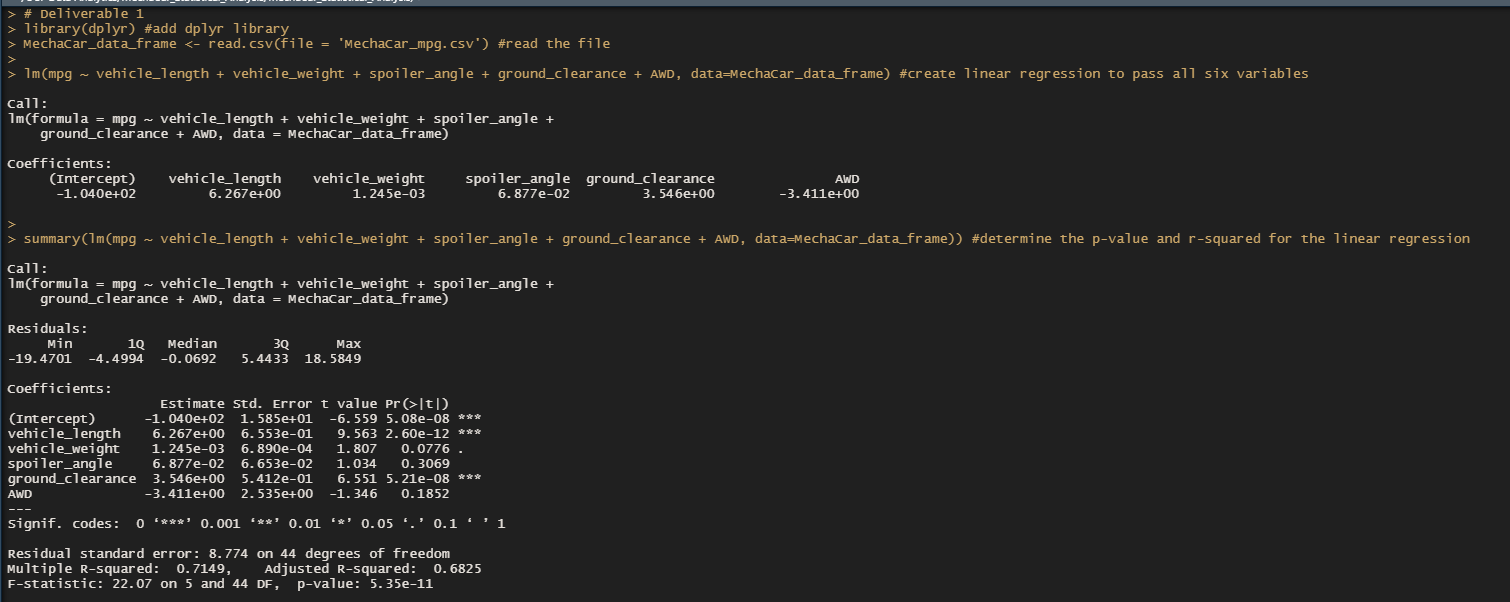 > # Deliverable 1
> library(dplyr) #add dplyr library
> MechaCar_data_frame <- read.csv(file = 'MechaCar_mpg.csv') #read the file
>
> lm(mpg ~ vehicle_length + vehicle_weight + spoiler_angle + ground_clearance + AWD, data=MechaCar_data_frame) #create linear regression to pass all six variables

Call:
lm(formula = mpg ~ vehicle_length + vehicle_weight + spoiler_angle +
    ground_clearance + AWD, data = MechaCar_data_frame)

Coefficients:
     (Intercept)    vehicle_length    vehicle_weight     spoiler_angle  ground_clearance               AWD
      -1.040e+02         6.267e+00         1.245e-03         6.877e-02         3.546e+00        -3.411e+00

>
> summary(lm(mpg ~ vehicle_length + vehicle_weight + spoiler_angle + ground_clearance + AWD, data=MechaCar_data_frame)) #determine the p-value and r-squared for the linear regression

Call:
lm(formula = mpg ~ vehicle_length + vehicle_weight + spoiler_angle +
    ground_clearance + AWD, data = MechaCar_data_frame)

Residuals:
     Min       1Q   Median       3Q      Max
-19.4701  -4.4994  -0.0692   5.4433  18.5849

Coefficients:
                   Estimate Std. Error t value Pr(>|t|)
(Intercept)      -1.040e+02  1.585e+01  -6.559 5.08e-08 ***
vehicle_length    6.267e+00  6.553e-01   9.563 2.60e-12 ***
vehicle_weight    1.245e-03  6.890e-04   1.807   0.0776 .
spoiler_angle     6.877e-02  6.653e-02   1.034   0.3069
ground_clearance  3.546e+00  5.412e-01   6.551 5.21e-08 ***
AWD              -3.411e+00  2.535e+00  -1.346   0.1852
---
Signif. codes:  0 ‘***’ 0.001 ‘**’ 0.01 ‘*’ 0.05 ‘.’ 0.1 ‘ ’ 1

Residual standard error: 8.774 on 44 degrees of freedom
Multiple R-squared:  0.7149,    Adjusted R-squared:  0.6825
F-statistic: 22.07 on 5 and 44 DF,  p-value: 5.35e-11